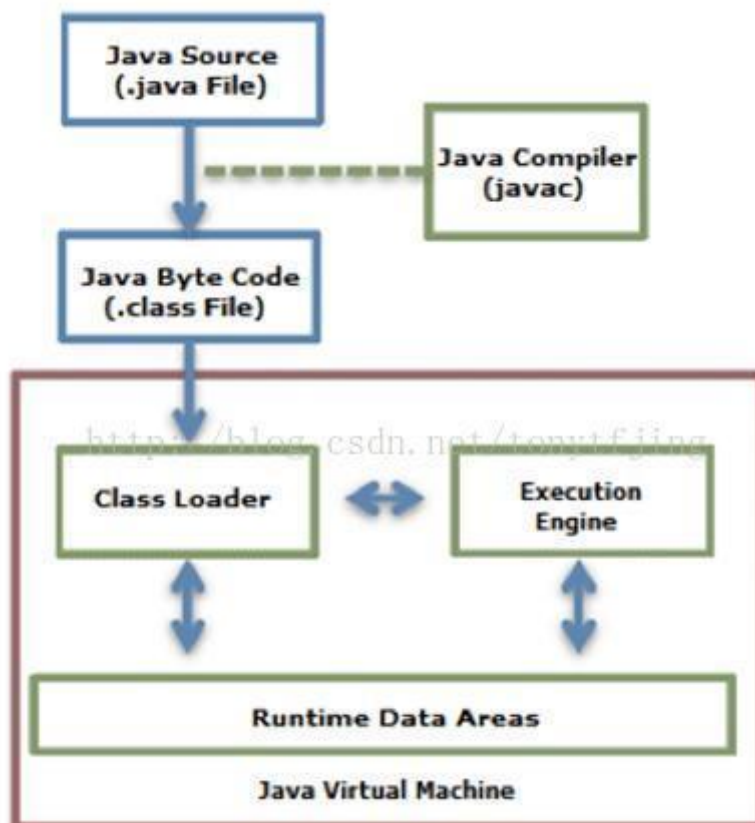 Java Source
(.java File)
Java Compiler
(javac)
Java Byte Code
(.class File)
http://blog.csdn.net/tonytfjing
Class Loader
Execution
Engine
Runtime Data Areas
Java Virtual Machine